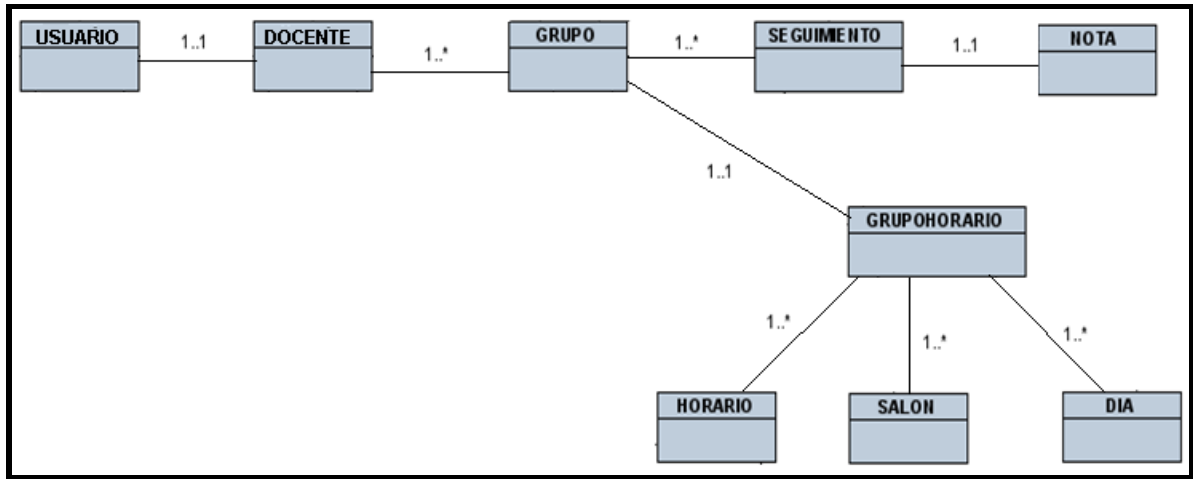 USUARIO
1..1
DOCENTE
1..*
GRUPO
1..*
SEGUIMIENTO
1..1
NOTA
1..1
GRUPOHORARIO
1..*
1..*
1..*
HORARIO
SALON
DIA